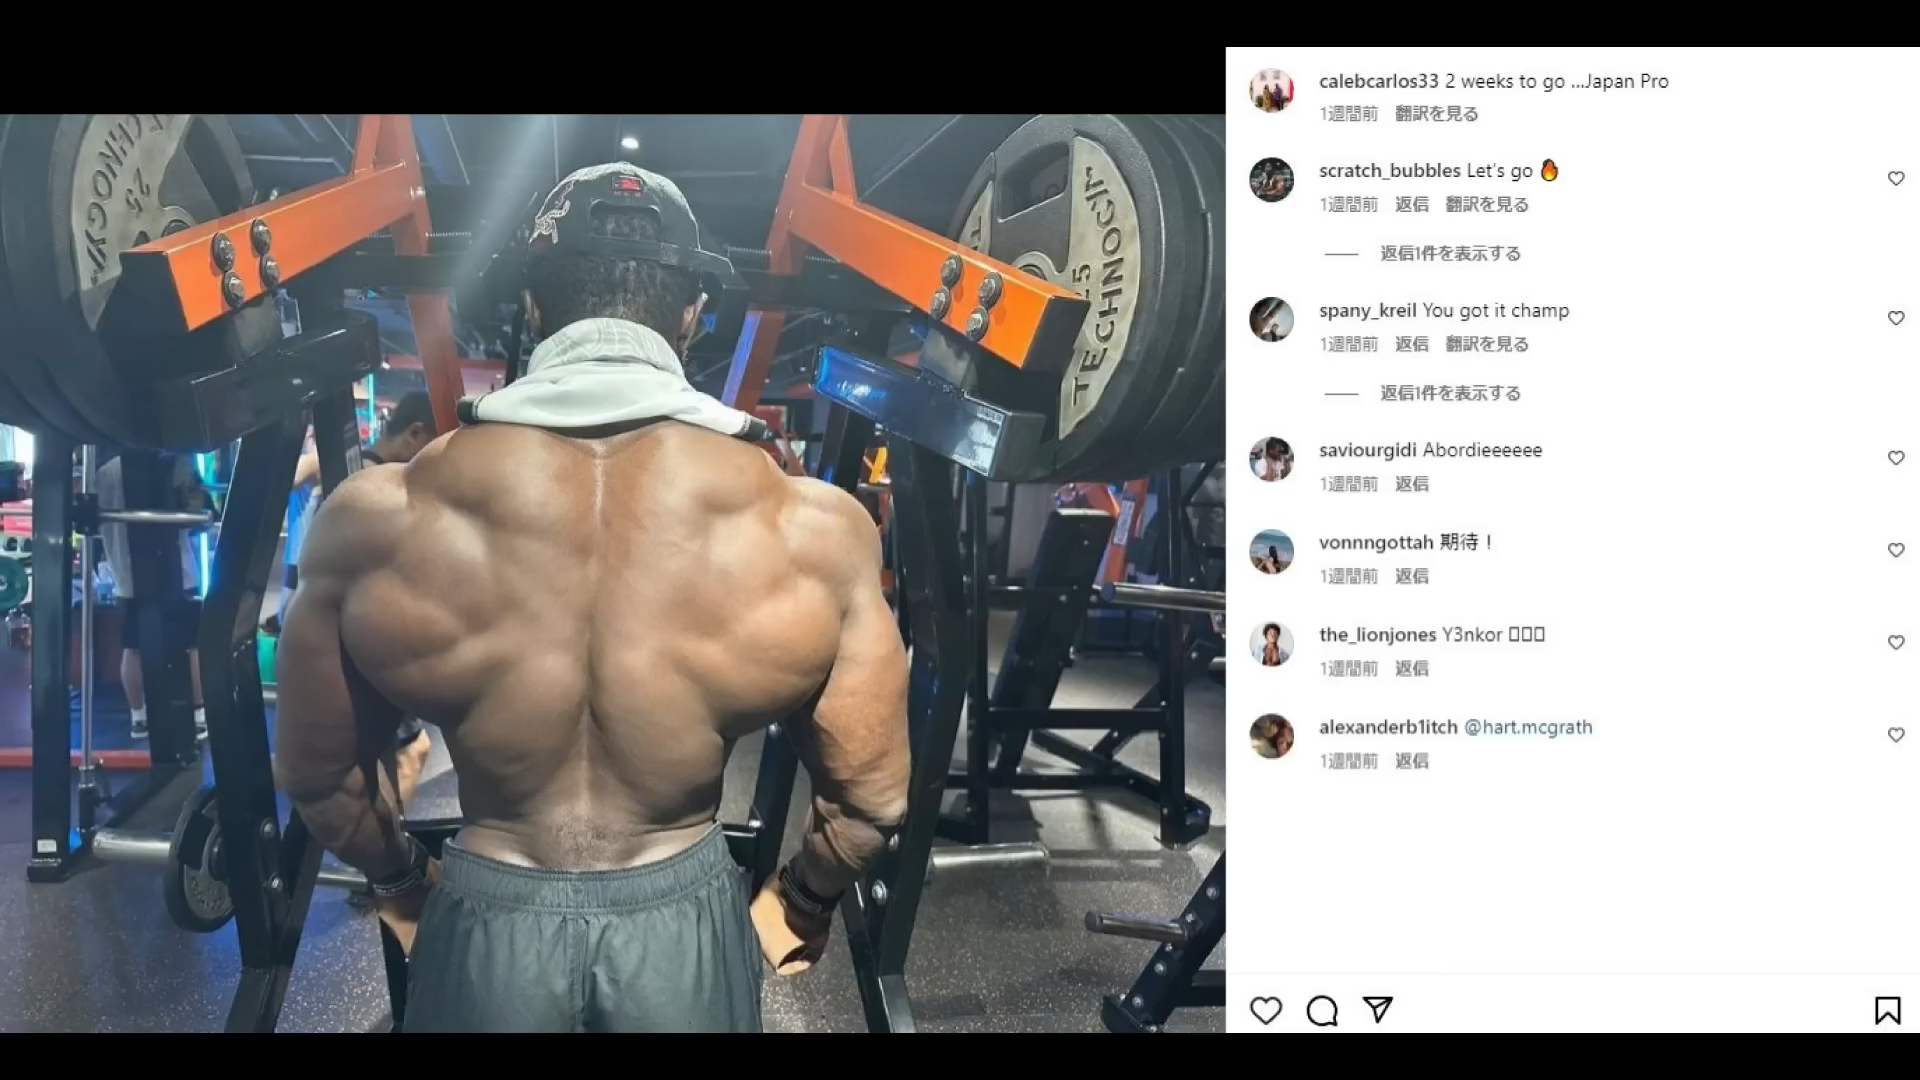 TECHNOGYM
25
25
TECHNOGYM
calebcarlos33 2 weeks to go ...Japan Pro
1週間前 翻訳を見る
scratch_bubbles Let's go 🔥
1週間前 返信 翻訳を見る
返信1件を表示する
spany_kreil You got it champ
1週間前 返信 翻訳を見る
返信1件を表示する
saviourgidi Abordieeeeee
1週間前 返信
vonnngottah 期待！
1週間前 返信
the_lionjones Y3nkor □□□
1週間前 返信
alexanderb1itch @hart.mcgrath
1週間前 返信